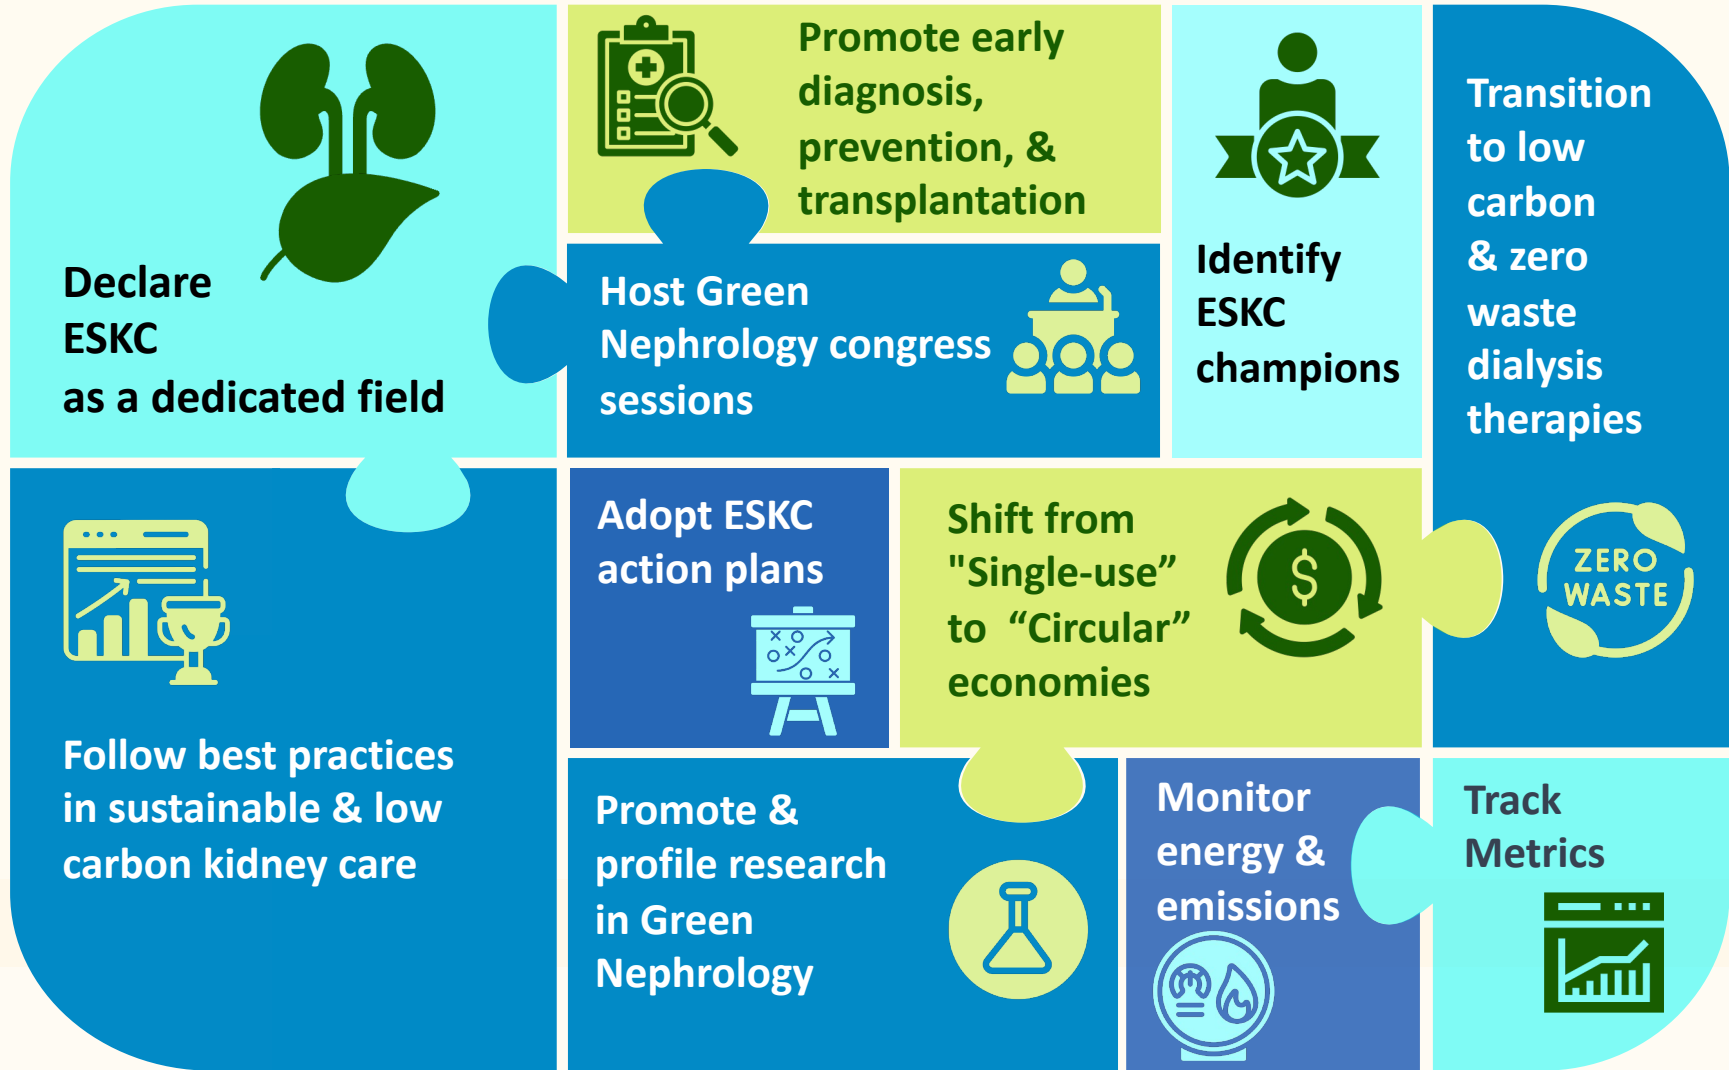 Declare
ESKC
as a dedicated field
Promote early
diagnosis,
prevention, &
transplantation
Host Green
Nephrology congress
sessions
Identify
ESKC
champions
Transition
to low
carbon
& zero
waste
dialysis
therapies
ZERO
WASTE
Follow best practices
in sustainable & low
carbon kidney care
Adopt ESKC
action plans
Shift from
"Single-use”
to “Circular”
economies
Promote &
profile research
in Green
Nephrology
Monitor
energy &
emissions
Track
Metrics